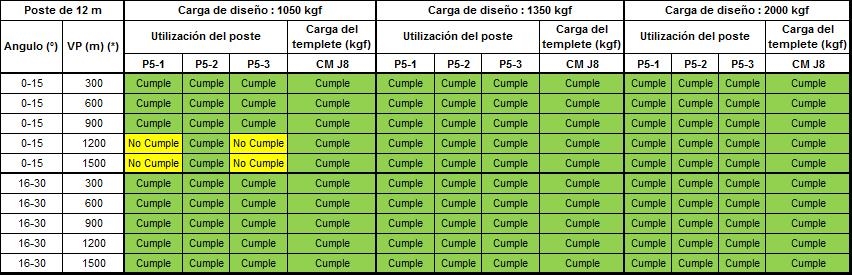 Poste de 12 m Carga de diseño : 1050 kgf Carga de diseño : 1350 kgf Carga de diseño : 2000 kgf
Angulo (°) VP (m) (*) Utilización del poste Carga del templete (kgf) Utilización del poste Carga del templete (kgf) Utilización del poste Carga del templete (kgf)
P5-1 P5-2 P5-3 CM J8 P5-1 P5-2 P5-3 CM J8 P5-1 P5-2 P5-3 CM J8
0-15 300 Cumple Cumple Cumple Cumple Cumple Cumple Cumple Cumple Cumple Cumple Cumple Cumple
0-15 600 Cumple Cumple Cumple Cumple Cumple Cumple Cumple Cumple Cumple Cumple Cumple Cumple
0-15 900 Cumple Cumple Cumple Cumple Cumple Cumple Cumple Cumple Cumple Cumple Cumple Cumple
0-15 1200 No Cumple Cumple No Cumple Cumple Cumple Cumple Cumple Cumple Cumple Cumple Cumple Cumple
0-15 1500 No Cumple Cumple No Cumple Cumple Cumple Cumple Cumple Cumple Cumple Cumple Cumple Cumple
16-30 300 Cumple Cumple Cumple Cumple Cumple Cumple Cumple Cumple Cumple Cumple Cumple Cumple
16-30 600 Cumple Cumple Cumple Cumple Cumple Cumple Cumple Cumple Cumple Cumple Cumple Cumple
16-30 900 Cumple Cumple Cumple Cumple Cumple Cumple Cumple Cumple Cumple Cumple Cumple Cumple
16-30 1200 Cumple Cumple Cumple Cumple Cumple Cumple Cumple Cumple Cumple Cumple Cumple Cumple
16-30 1500 Cumple Cumple Cumple Cumple Cumple Cumple Cumple Cumple Cumple Cumple Cumple Cumple